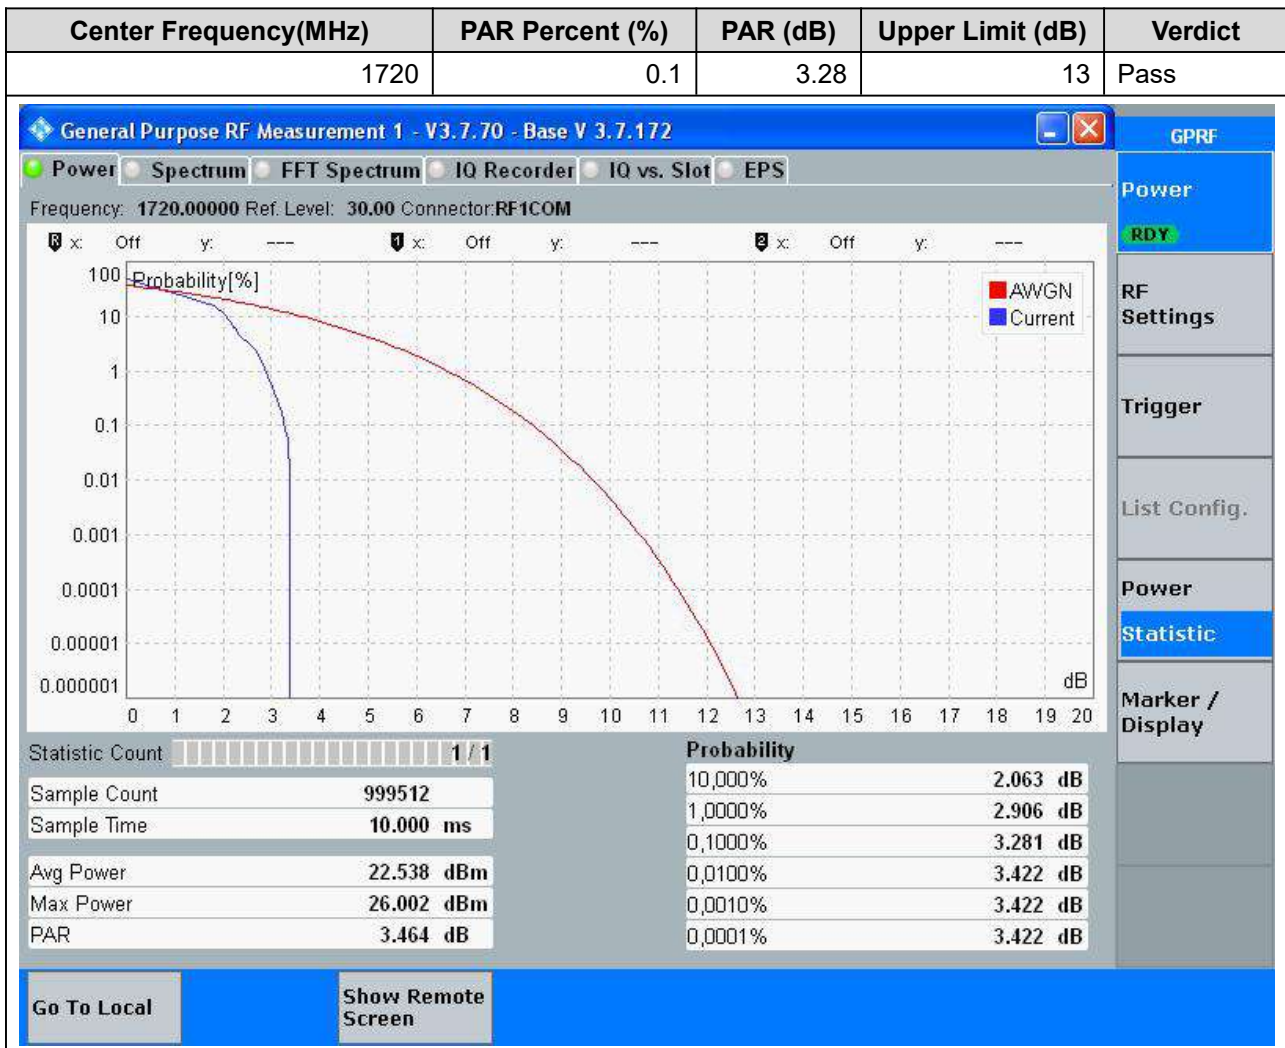 Center Frequency(MHz) PAR Percent (%) PAR (dB) Upper Limit (dB) Verdict
1720 0.1 3.28 13 Pass
General Purpose RF Measurement 1 - V3.7.70 - Base V 3.7.172
GPRF
Power Spectrum FFT Spectrum IQ Recorder IQ vs. Slot EPS
Frequency: 1720.00000 Ref. Level: 30.00 Connector:RF1COM
R x: Off y: --- 1 x: Off y: --- 2 x: Off y: ---
Probability[%]
AWGN
Current
100
10
1
0.1
0.01
0.001
0.0001
0.00001
0.000001
dB
0 1 2 3 4 5 6 7 8 9 10 11 12 13 14 15 16 17 18 19 20
Statistic Count 1 / 1
Sample Count 999512
Sample Time 10.000 ms
Avg Power 22.538 dBm
Max Power 26.002 dBm
PAR 3.464 dB
Probability
10,000% 2.063 dB
1,0000% 2.906 dB
0,1000% 3.281 dB
0,0100% 3.422 dB
0,0010% 3.422 dB
0,0001% 3.422 dB
Power
RDY
RF
Settings
Trigger
List Config.
Power
Statistic
Marker /
Display
Go To Local
Show Remote
Screen